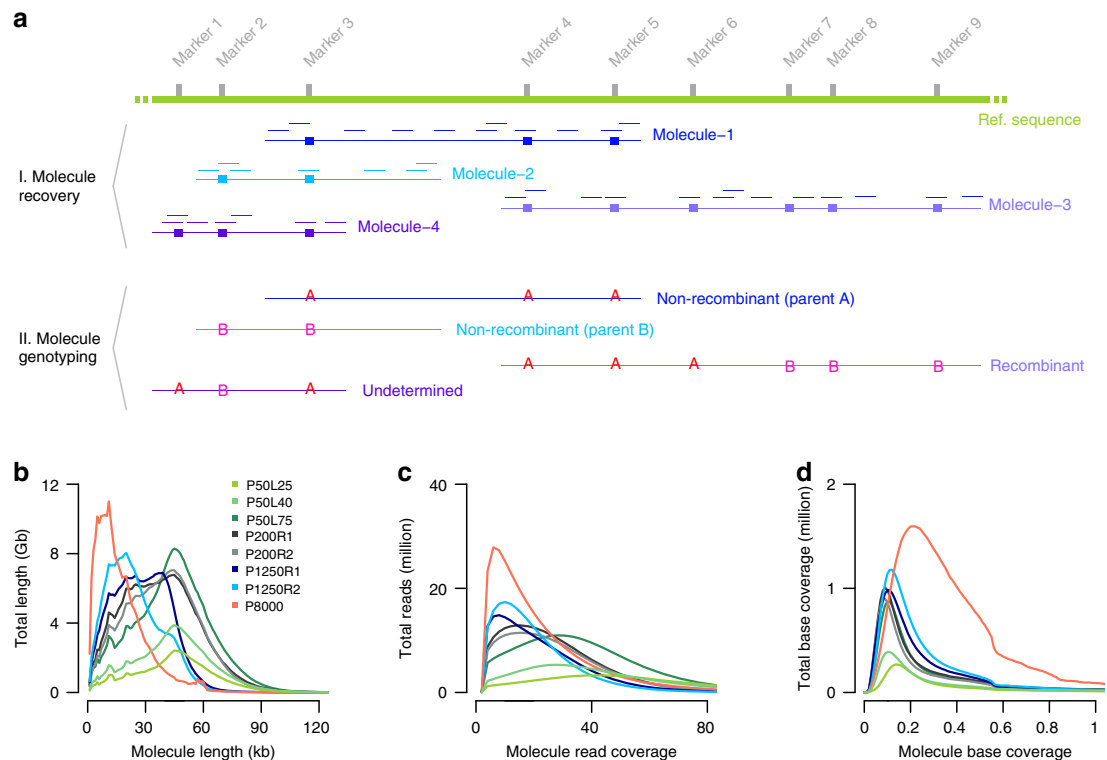 a
Marker 1
Marker 2
Marker 3
Marker 4
Marker 5
Marker 6
Marker 7
Marker 8
Marker 9
Ref. sequence
I. Molecule
recovery
Molecule-1
Molecule-2
Molecule-3
Molecule-4
II. Molecule
genotyping
A A A Non-recombinant (parent A)
B B Non-recombinant (parent B)
A A A B B B Recombinant
A B A Undetermined
b
Total length (Gb)
12
8
4
0
0 30 60 90 120
Molecule length (kb)
P50L25
P50L40
P50L75
P200R1
P200R2
P1250R1
P1250R2
P8000
c
Total reads (million)
40
20
0
0 40 80
Molecule read coverage
d
Total base coverage (million)
2
1
0
0 0.2 0.4 0.6 0.8 1
Molecule base coverage